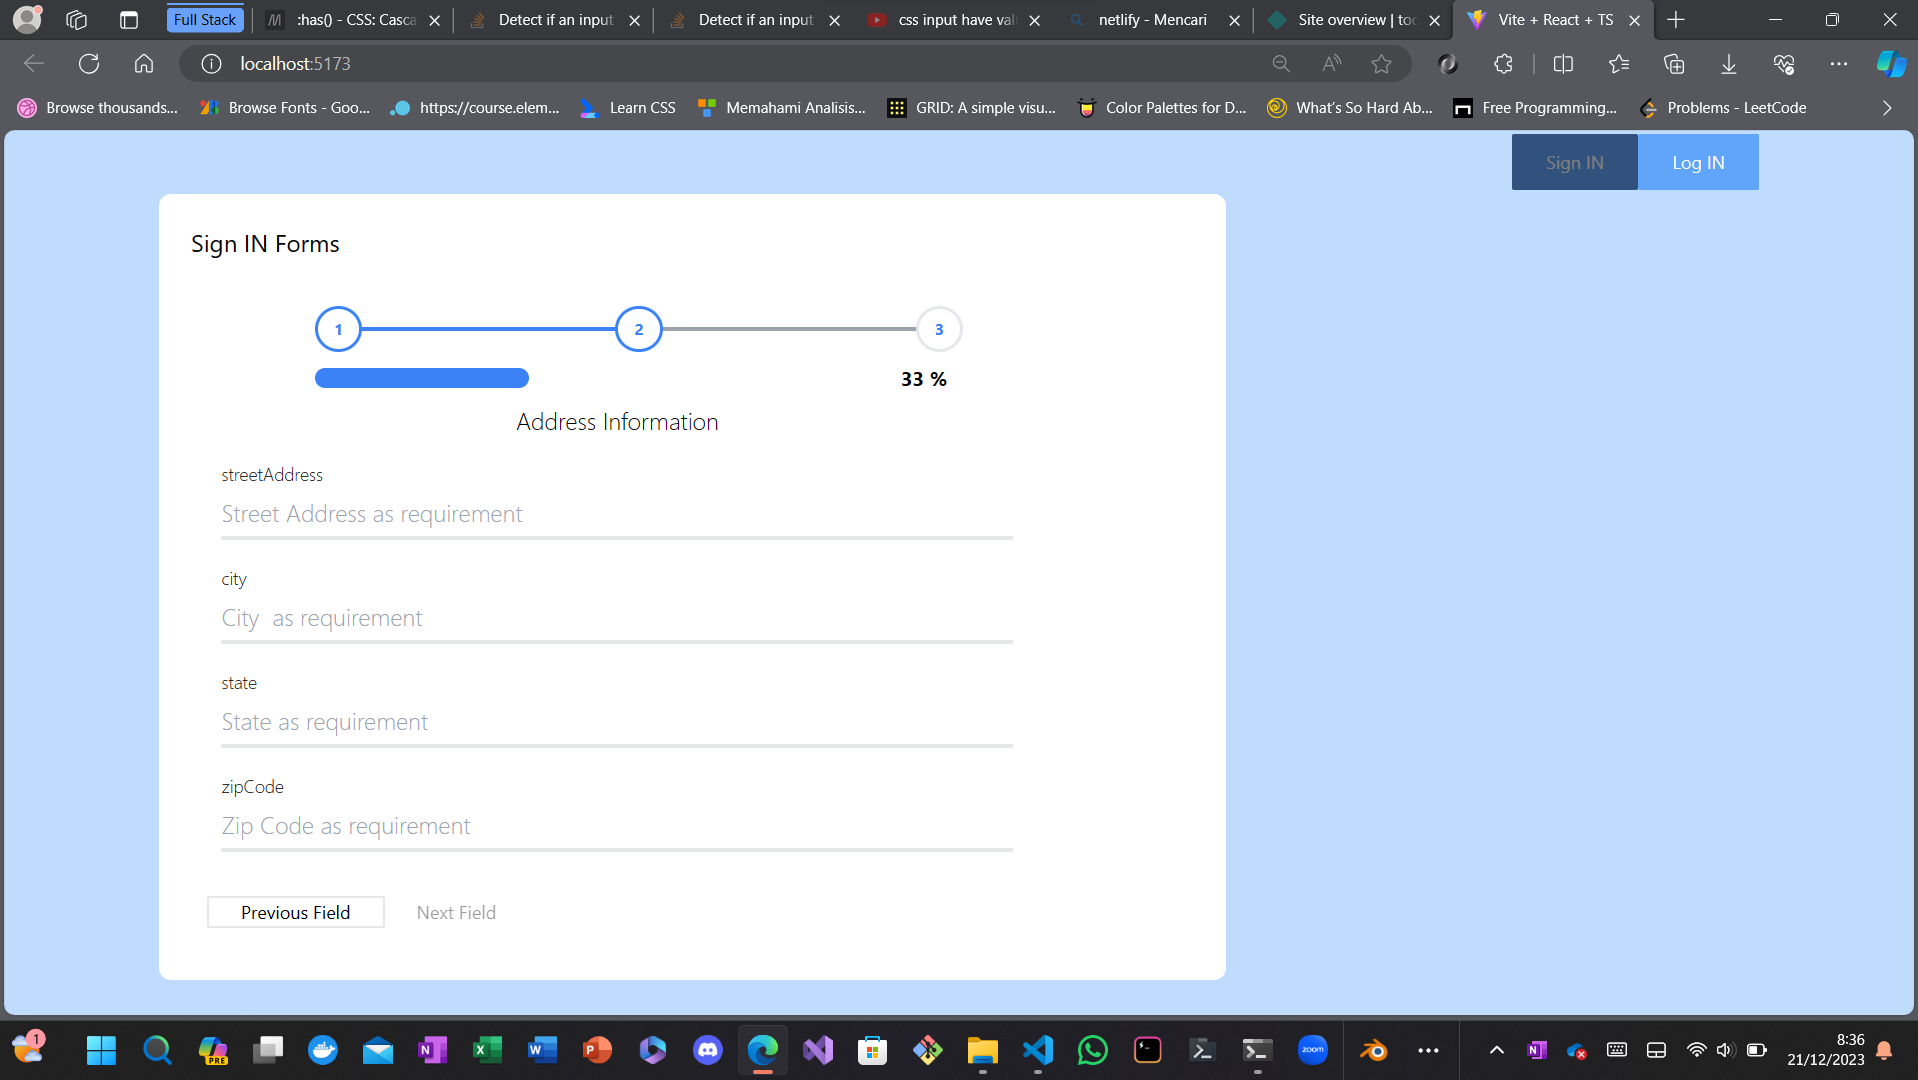 Full Stack
:has() - CSS: Casca
Detect if an input
Detect if an input
css input have val
netlify - Mencari
Site overview | too
Vite + React + TS
localhost:5173
Browse thousands...
Browse Fonts - Goo...
https://course.elem...
Learn CSS
Memahami Analisis...
GRID: A simple visu...
Color Palettes for D...
What's So Hard Ab...
Free Programming...
Problems - LeetCode
Sign IN
Log IN
Sign IN Forms
1
2
3
33 %
Address Information
streetAddress
Street Address as requirement
city
City  as requirement
state
State as requirement
zipCode
Zip Code as requirement
Previous Field
Next Field
1
PRE
zoom
8:36
21/12/2023